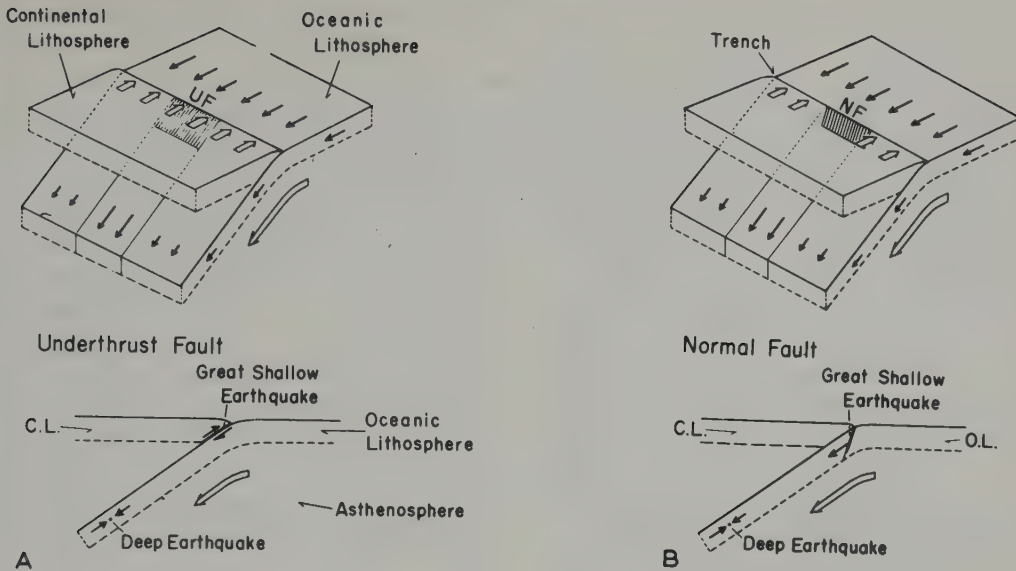 Continental
Lithosphere
Oceanic
Lithosphere
UF
Underthrust Fault
Great Shallow
Earthquake
C.L.
Oceanic
Lithosphere
Asthenosphere
Deep Earthquake
A
Trench
NF
Normal Fault
Great Shallow
Earthquake
C.L.
O.L.
Deep Earthquake
B